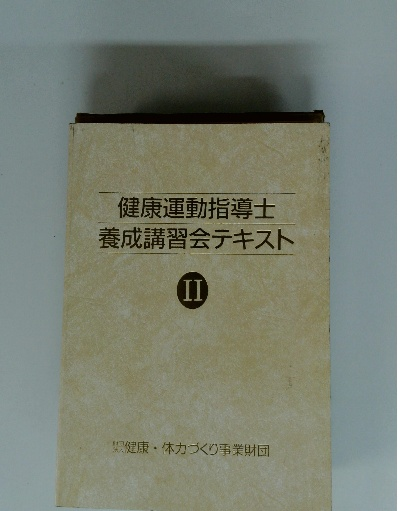 健康運動指導士
養成講習会テキスト
II
健康・体力づくり事業財団